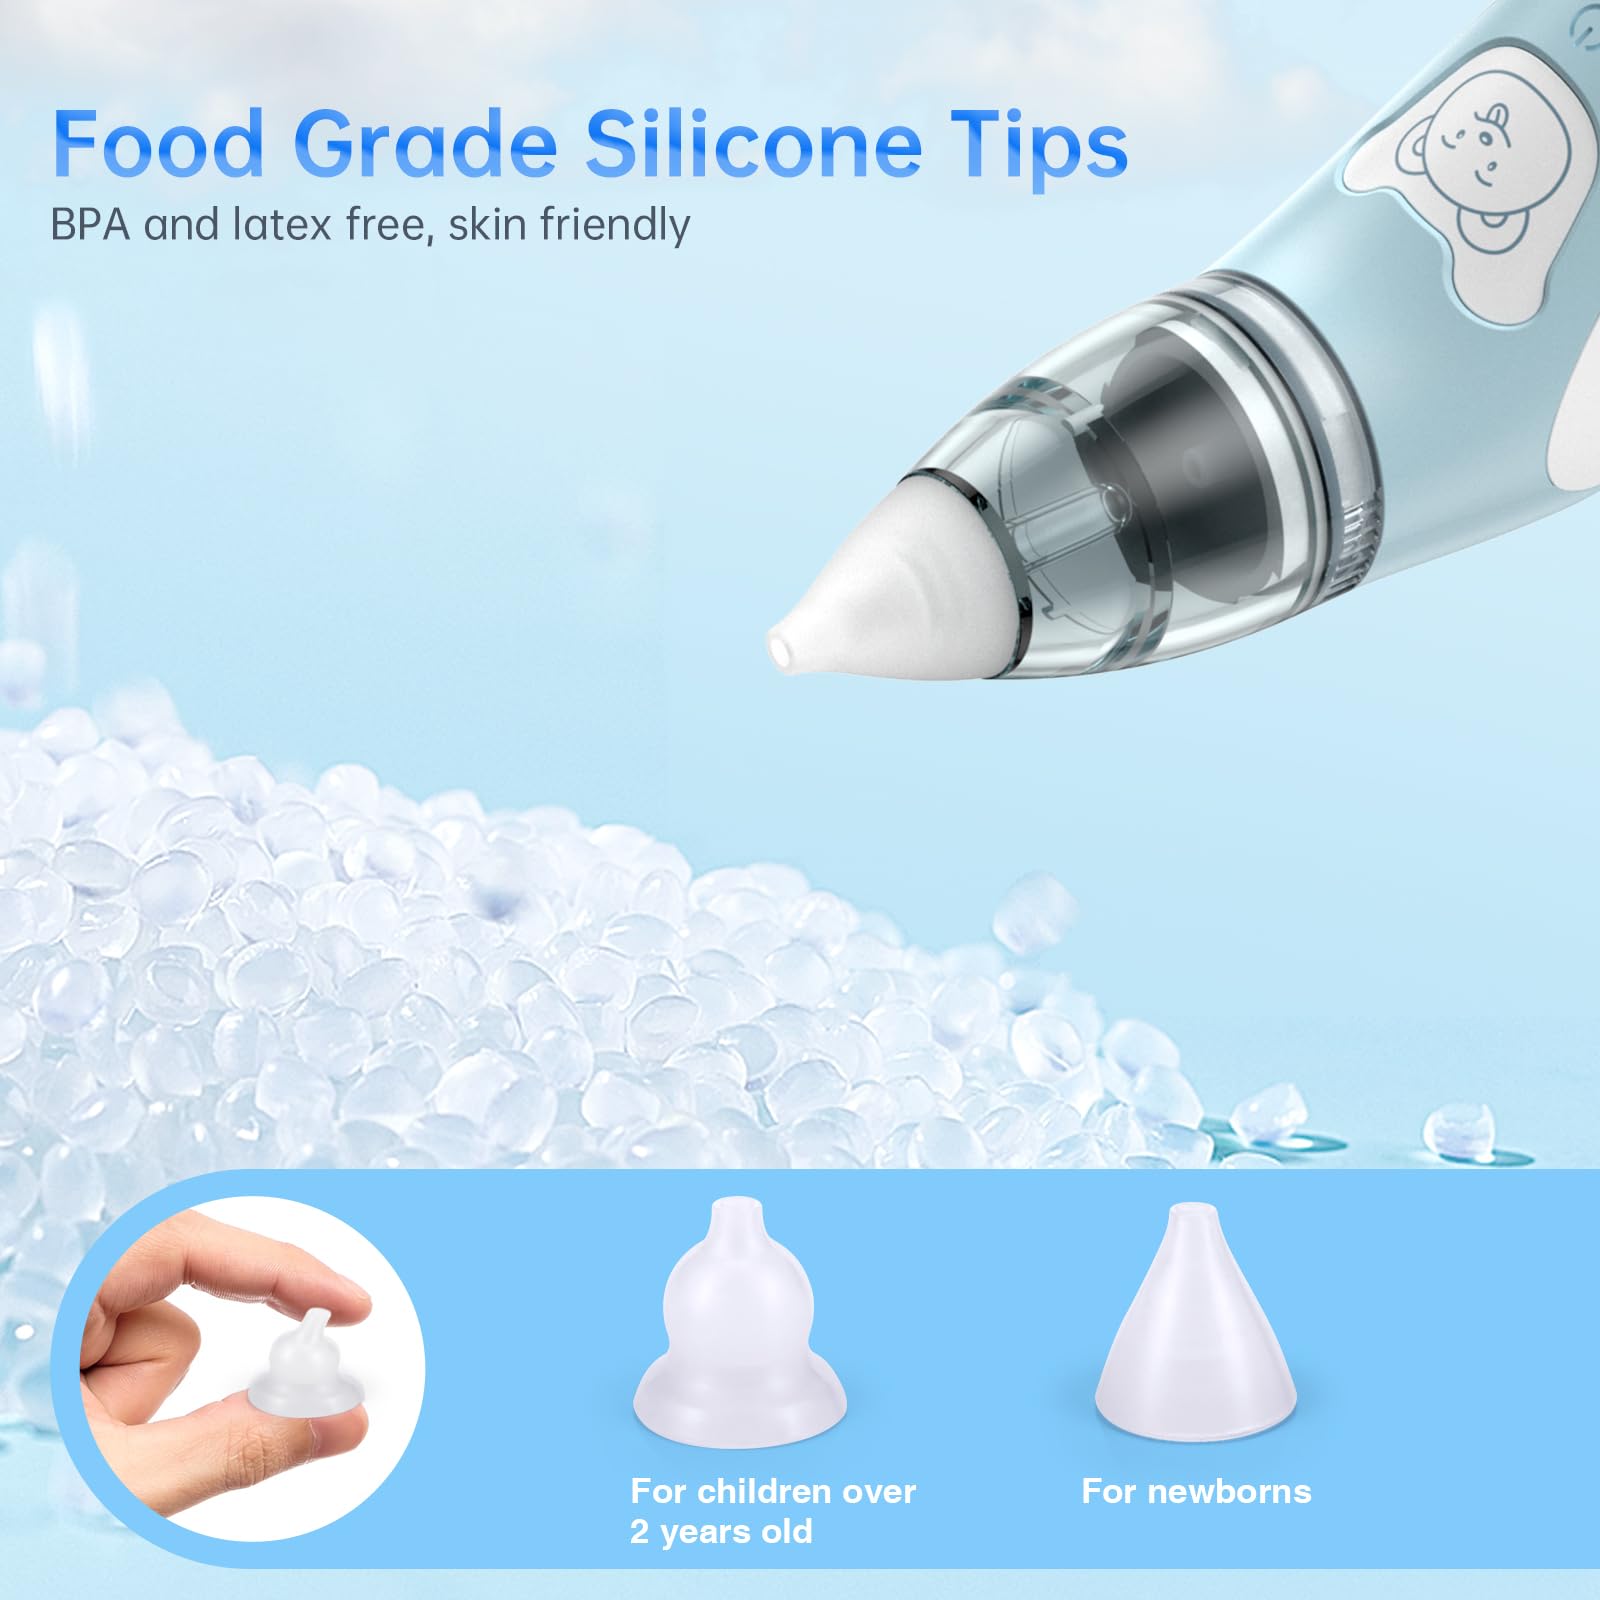 Food Grade Silicone Tips
BPA and latex free, skin friendly
For children over
2 years old
For newborns